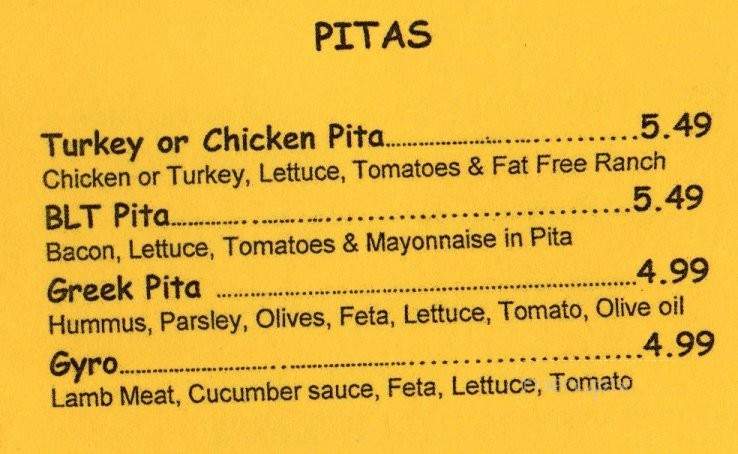 PITAS
Turkey or Chicken Pita..............................5.49
Chicken or Turkey, Lettuce, Tomatoes & Fat Free Ranch
BLT Pita..............................5.49
Bacon, Lettuce, Tomatoes & Mayonnaise in Pita
Greek Pita ..............................4.99
Hummus, Parsley, Olives, Feta, Lettuce, Tomato, Olive oil
Gyro..............................4.99
Lamb Meat, Cucumber sauce, Feta, Lettuce, Tomato